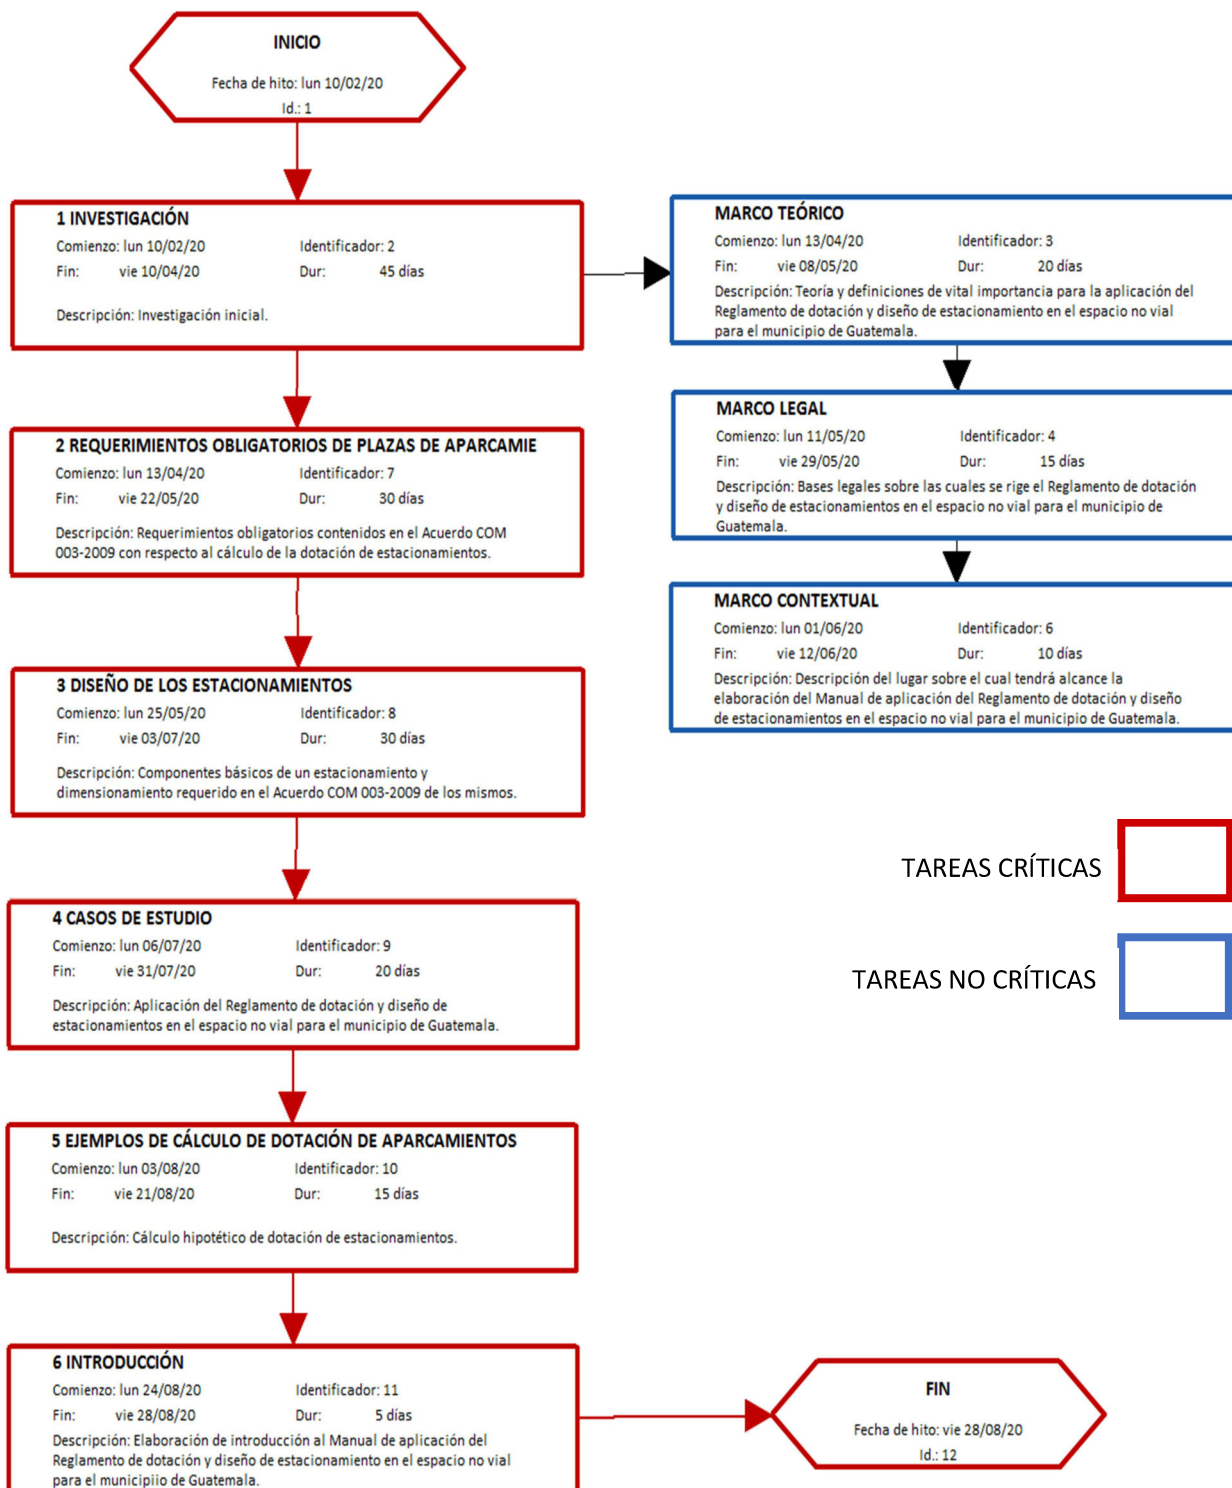 INICIO
Fecha de hito: lun 10/02/20
Id.: 1
1 INVESTIGACIÓN
Comienzo: lun 10/02/20 Identificador: 2
Fin: vie 10/04/20 Dur: 45 días
Descripción: Investigación inicial.
MARCO TEÓRICO
Comienzo: lun 13/04/20 Identificador: 3
Fin: vie 08/05/20 Dur: 20 días
Descripción: Teoría y definiciones de vital importancia para la aplicación del
Reglamento de dotación y diseño de estacionamiento en el espacio no vial
para el municipio de Guatemala.
MARCO LEGAL
Comienzo: lun 11/05/20 Identificador: 4
Fin: vie 29/05/20 Dur: 15 días
Descripción: Bases legales sobre las cuales se rige el Reglamento de dotación
y diseño de estacionamientos en el espacio no vial para el municipio de
Guatemala.
MARCO CONTEXTUAL
Comienzo: lun 01/06/20 Identificador: 6
Fin: vie 12/06/20 Dur: 10 días
Descripción: Descripción del lugar sobre el cual tendrá alcance la
elaboración del Manual de aplicación del Reglamento de dotación y diseño
de estacionamientos en el espacio no vial para el municipio de Guatemala.
2 REQUERIMIENTOS OBLIGATORIOS DE PLAZAS DE APARCAMIE
Comienzo: lun 13/04/20 Identificador: 7
Fin: vie 22/05/20 Dur: 30 días
Descripción: Requerimientos obligatorios contenidos en el Acuerdo COM
003-2009 con respecto al cálculo de la dotación de estacionamientos.
3 DISEÑO DE LOS ESTACIONAMIENTOS
Comienzo: lun 25/05/20 Identificador: 8
Fin: vie 03/07/20 Dur: 30 días
Descripción: Componentes básicos de un estacionamiento y
dimensionamiento requerido en el Acuerdo COM 003-2009 de los mismos.
TAREAS CRÍTICAS
TAREAS NO CRÍTICAS
4 CASOS DE ESTUDIO
Comienzo: lun 06/07/20 Identificador: 9
Fin: vie 31/07/20 Dur: 20 días
Descripción: Aplicación del Reglamento de dotación y diseño de
estacionamientos en el espacio no vial para el municipio de Guatemala.
5 EJEMPLOS DE CÁLCULO DE DOTACIÓN DE APARCAMIENTOS
Comienzo: lun 03/08/20 Identificador: 10
Fin: vie 21/08/20 Dur: 15 días
Descripción: Cálculo hipotético de dotación de estacionamientos.
6 INTRODUCCIÓN
Comienzo: lun 24/08/20 Identificador: 11
Fin: vie 28/08/20 Dur: 5 días
Descripción: Elaboración de introducción al Manual de aplicación del
Reglamento de dotación y diseño de estacionamiento en el espacio no vial
para el municipiio de Guatemala.
FIN
Fecha de hito: vie 28/08/20
Id.: 12